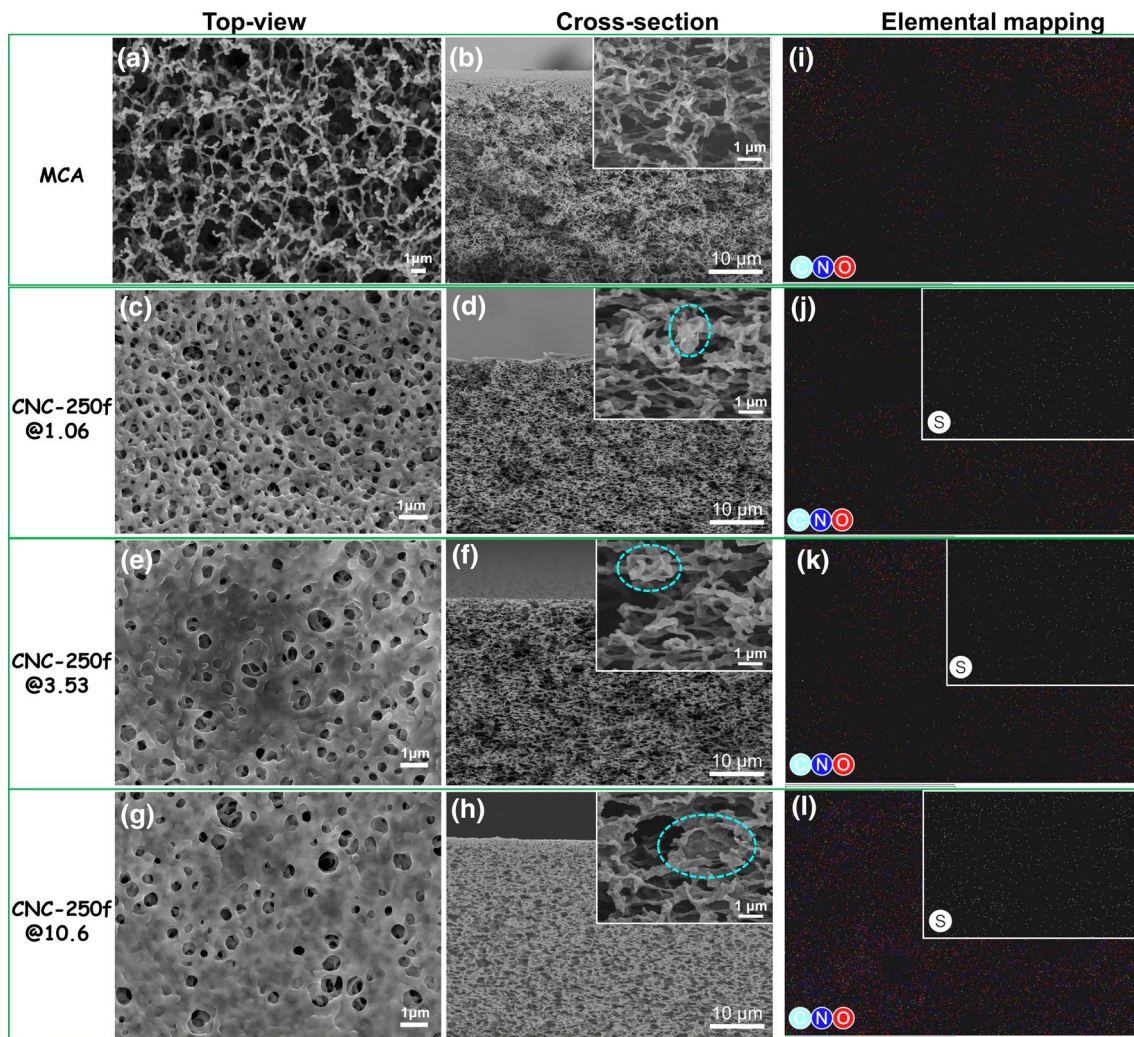 Top-view Cross-section Elemental mapping
MCA
(a)
1μm
(b)
1 μm
10 μm
(i)
C N O
CNC-250f
@1.06
(c)
1μm
(d)
1 μm
10 μm
(j)
S
C N O
CNC-250f
@3.53
(e)
1μm
(f)
1 μm
10 μm
(k)
S
C N O
CNC-250f
@10.6
(g)
1μm
(h)
1 μm
10 μm
(l)
S
C N O